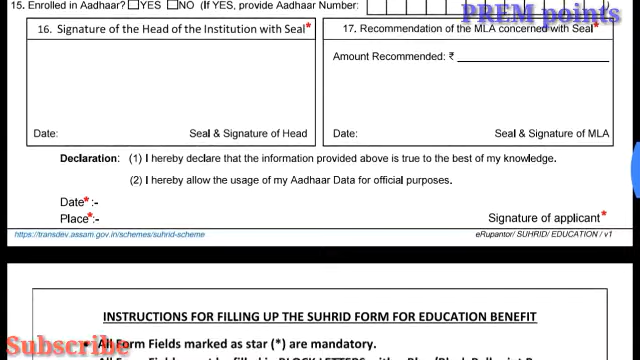 15. Enrolled in Aadhaar? ☐YES ☐NO (If YES, provide Aadhaar Number:
PREM points
16. Signature of the Head of the Institution with Seal*
17. Recommendation of the MLA concerned with Seal*
Amount Recommended: ₹
Date: Seal & Signature of Head
Date: Seal & Signature of MLA
Declaration: (1) I hereby declare that the information provided above is true to the best of my knowledge.
(2) I hereby allow the usage of my Aadhaar Data for official purposes.
Date*:-
Place*:-
Signature of applicant*
https://transdev.assam.gov.in/schemes/suhrid-scheme
eRupantor/ SUHRID/ EDUCATION / v1
INSTRUCTIONS FOR FILLING UP THE SUHRID FORM FOR EDUCATION BENEFIT
Subscribe
• All Form Fields marked as star (*) are mandatory.